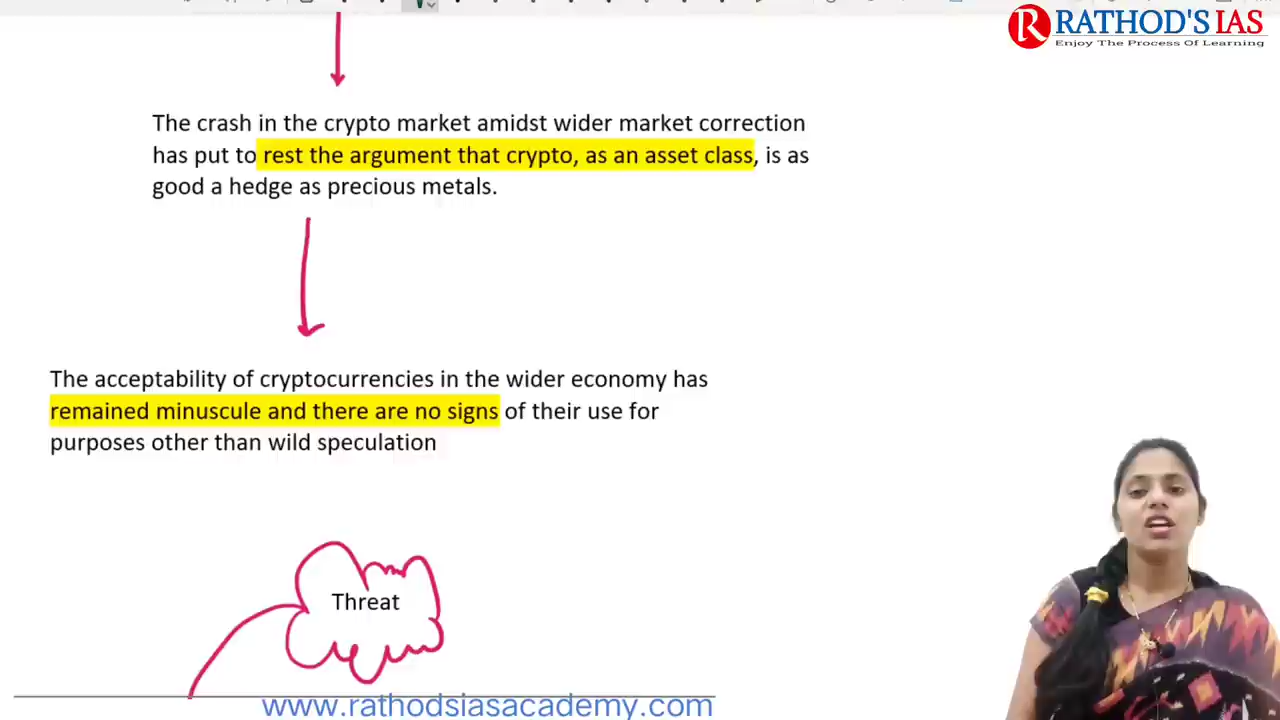 RATHOD'S IAS
Enjoy The Process Of Learning
The crash in the crypto market amidst wider market correction
has put to rest the argument that crypto, as an asset class, is as
good a hedge as precious metals.
The acceptability of cryptocurrencies in the wider economy has
remained minuscule and there are no signs of their use for
purposes other than wild speculation
Threat
www.rathodsiasacademy.com